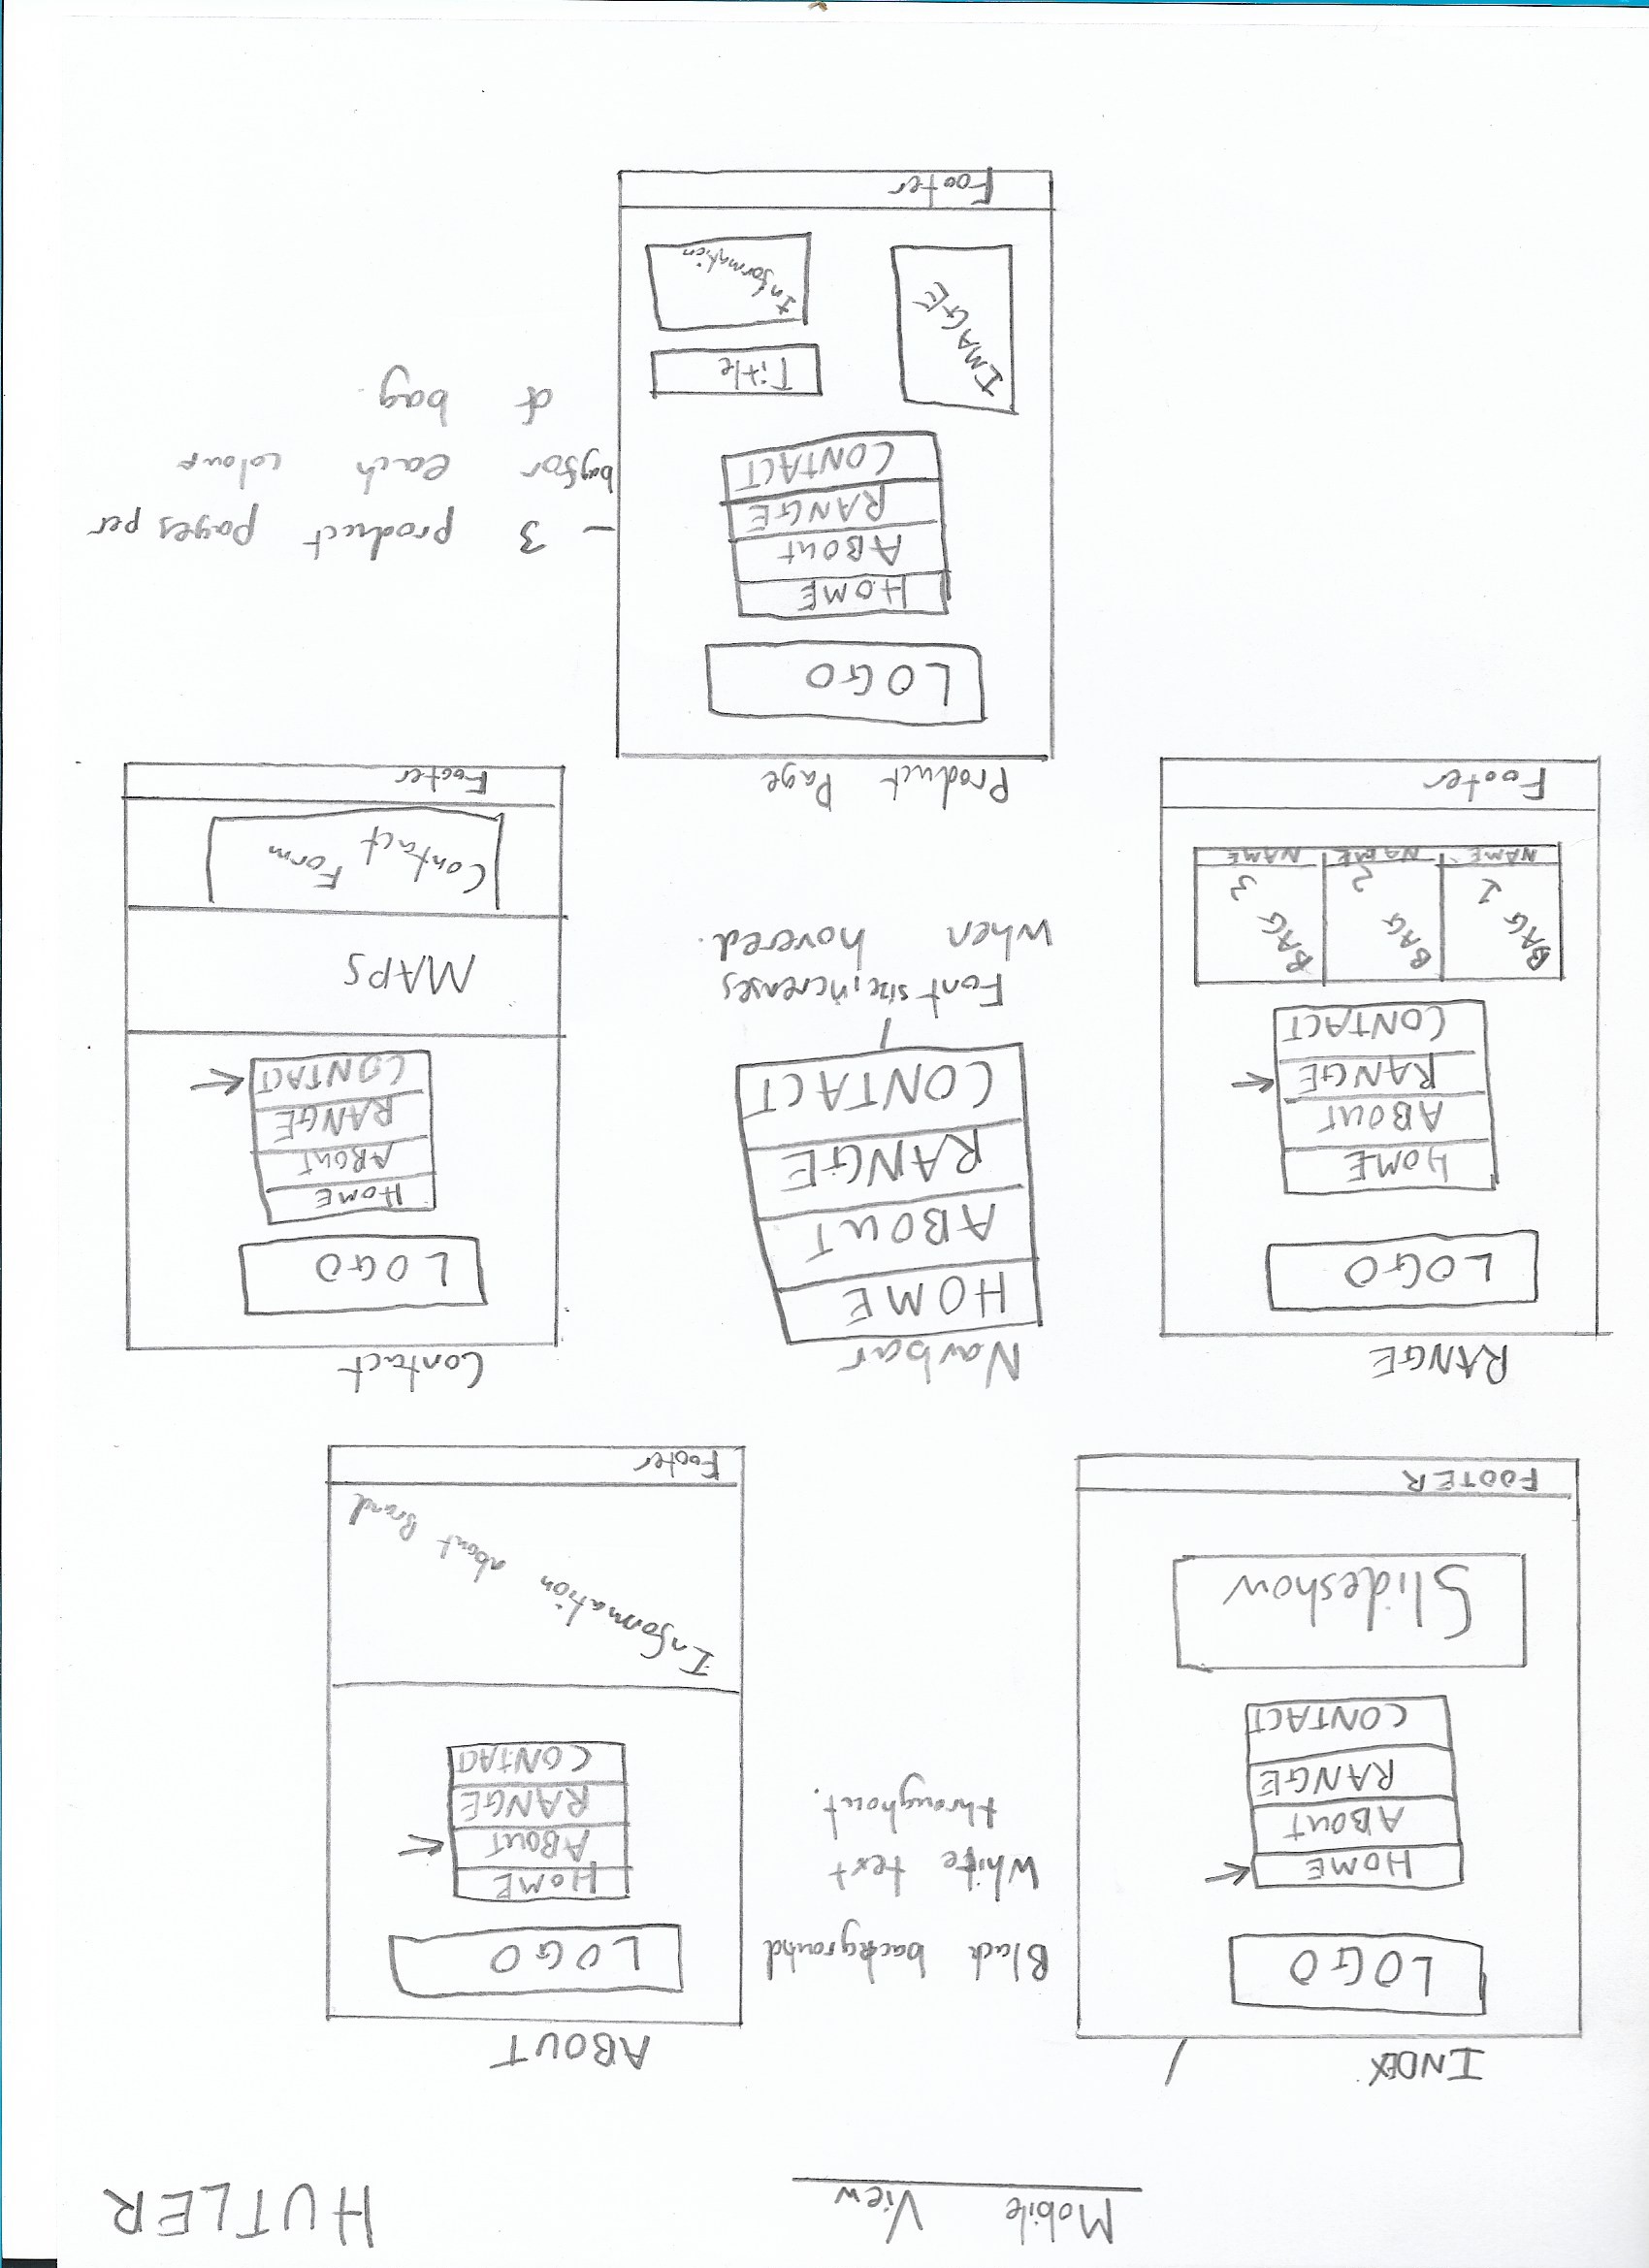 Mobile View
HUTLER
INDEX
LOGO
HOME
ABOUT
RANGE
CONTACT
Slideshow
FOOTER
Black background
White text
throughout.
ABOUT
LOGO
HOME
ABOUT
RANGE
CONTACT
Information about Brand
Footer
RANGE
LOGO
HOME
ABOUT
RANGE
CONTACT
BAG 1
BAG 2
BAG 3
NAME NAME NAME
Footer
Navbar
HOME
ABOUT
RANGE
CONTACT
Font size increases
when hovered.
Contact
LOGO
HOME
ABOUT
RANGE
CONTACT
MAPS
Contact Form
Footer
Product Page
LOGO
HOME
ABOUT
RANGE
CONTACT
IMAGE
Title
Information
Footer
- 3 product pages per
bag for each colour
of bag.